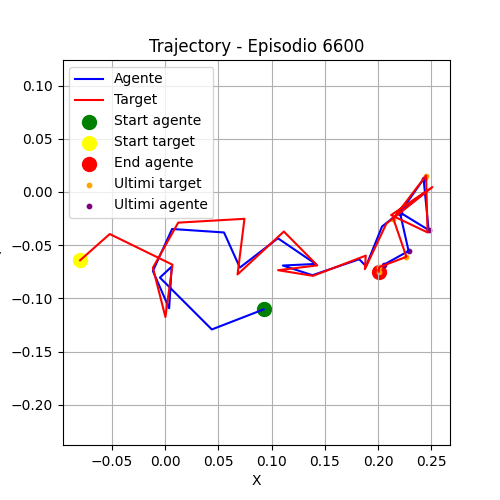 Trajectory - Episodio 6600
Agente
Target
Start agente
Start target
End agente
Ultimi target
Ultimi agente
0.10
0.05
0.00
−0.05
−0.10
−0.15
−0.20
−0.05
0.00
0.05
0.10
0.15
0.20
0.25
X